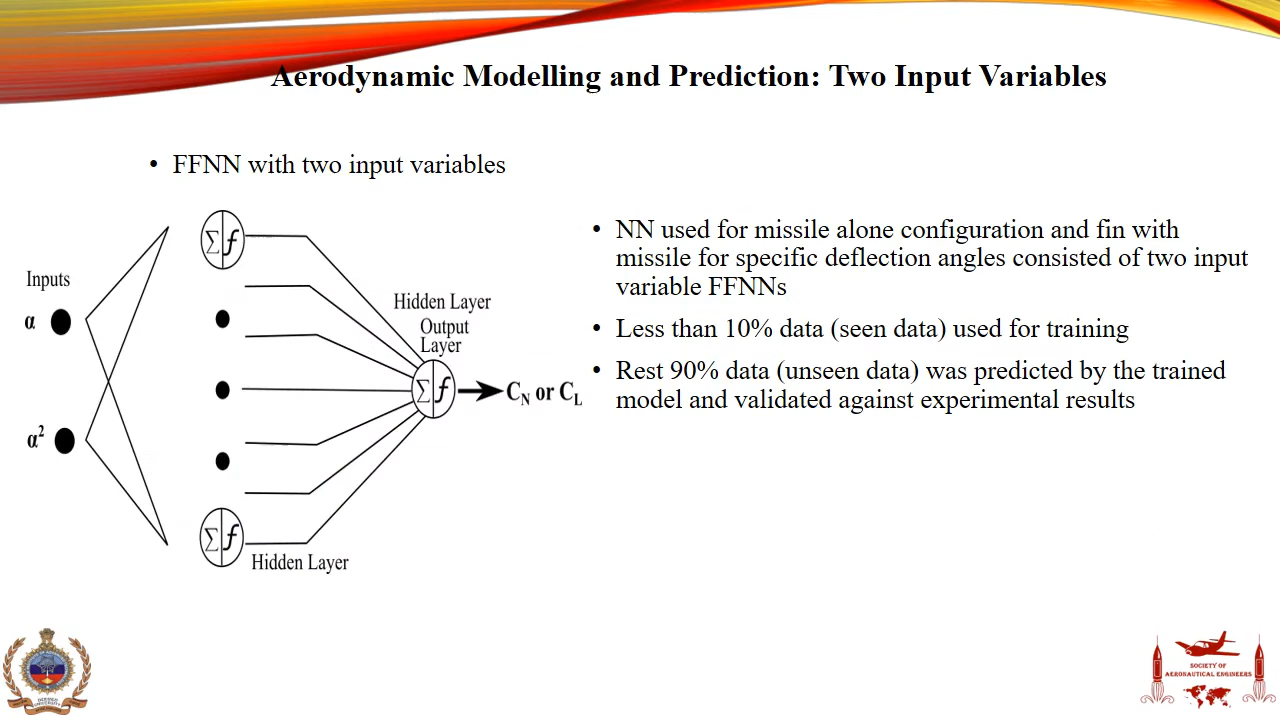 Aerodynamic Modelling and Prediction: Two Input Variables
• FFNN with two input variables
Inputs
α
α²
∑ f
∑ f
Hidden Layer
Hidden Layer
Output
Layer
∑ f
C_N or C_L
• NN used for missile alone configuration and fin with
missile for specific deflection angles consisted of two input
variable FFNNs
• Less than 10% data (seen data) used for training
• Rest 90% data (unseen data) was predicted by the trained
model and validated against experimental results
SOCIETY OF
AERONAUTICAL ENGINEERS